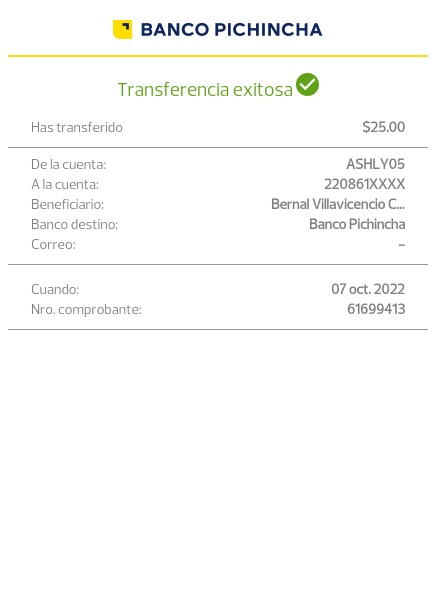 BANCO PICHINCHA
Transferencia exitosa
Has transferido $25.00
De la cuenta: ASHLY05
A la cuenta: 220861XXXX
Beneficiario: Bernal Villavicencio C...
Banco destino: Banco Pichincha
Correo: –
Cuando: 07 oct. 2022
Nro. comprobante: 61699413